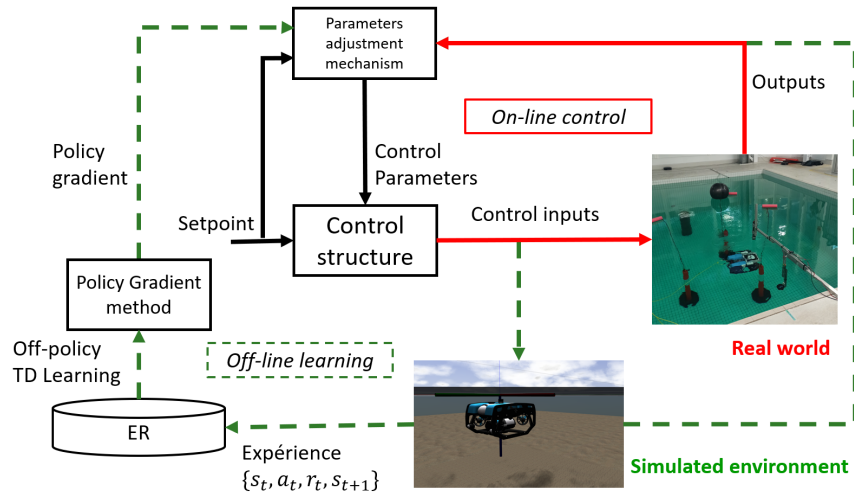 Parameters
adjustment
mechanism
Outputs
On-line control
Policy
gradient
Control
Parameters
Setpoint
Control
structure
Control inputs
Policy Gradient
method
Real world
Off-policy
TD Learning
Off-line learning
ER
Expérience
{s_t, a_t, r_t, s_{t+1}}
Simulated environment